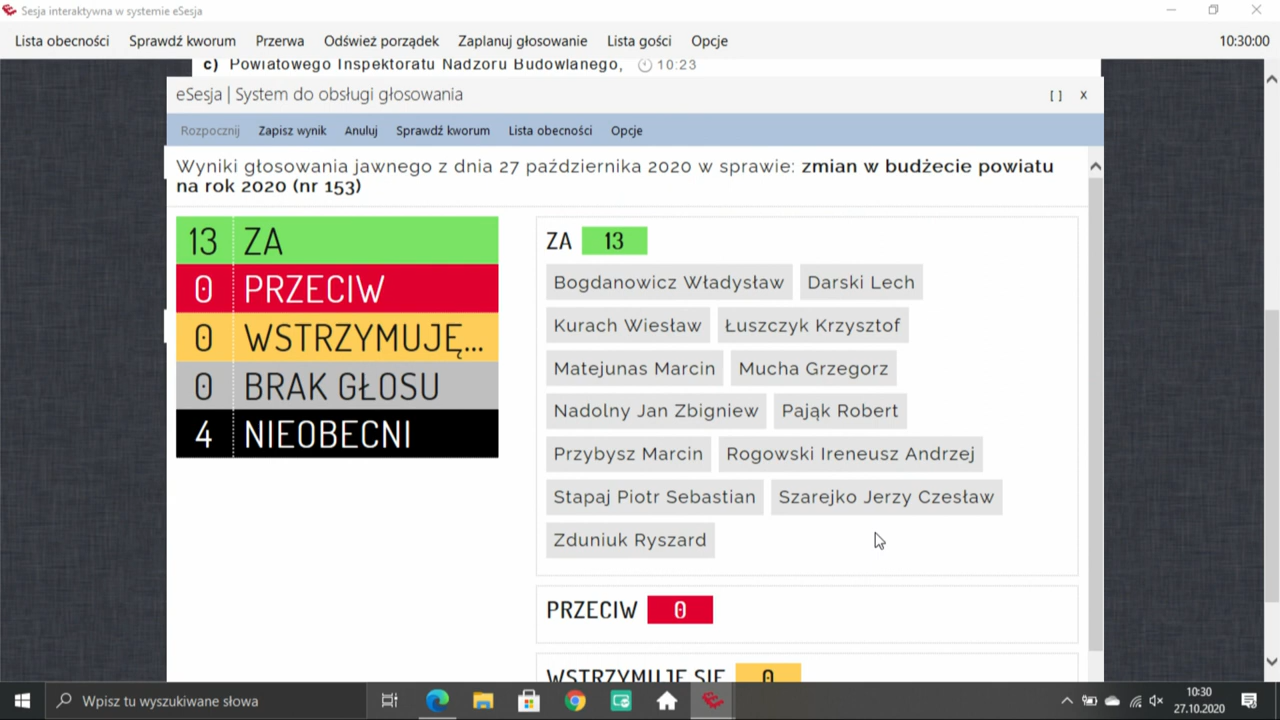 Sesja interaktywna w systemie eSesja
Lista obecności Sprawdź kworum Przerwa Odśwież porządek Zaplanuj głosowanie Lista gości Opcje 10:30:00
c) Powiatowego Inspektoratu Nadzoru Budowlanego, 10:23
eSesja | System do obsługi głosowania [ ] x
Rozpocznij Zapisz wynik Anuluj Sprawdź kworum Lista obecności Opcje
Wyniki głosowania jawnego z dnia 27 października 2020 w sprawie: zmian w budżecie powiatu
na rok 2020 (nr 153)
13 ZA
0 PRZECIW
0 WSTRZYMUJĘ...
0 BRAK GŁOSU
4 NIEOBECNI
ZA 13
Bogdanowicz Władysław Darski Lech
Kurach Wiesław Łuszczyk Krzysztof
Matejunas Marcin Mucha Grzegorz
Nadolny Jan Zbigniew Pająk Robert
Przybysz Marcin Rogowski Ireneusz Andrzej
Stapaj Piotr Sebastian Szarejko Jerzy Czesław
Zduniuk Ryszard
PRZECIW 0
WSTRZYMUJĘ SIĘ 0
Wpisz tu wyszukiwane słowa
10:30
27.10.2020